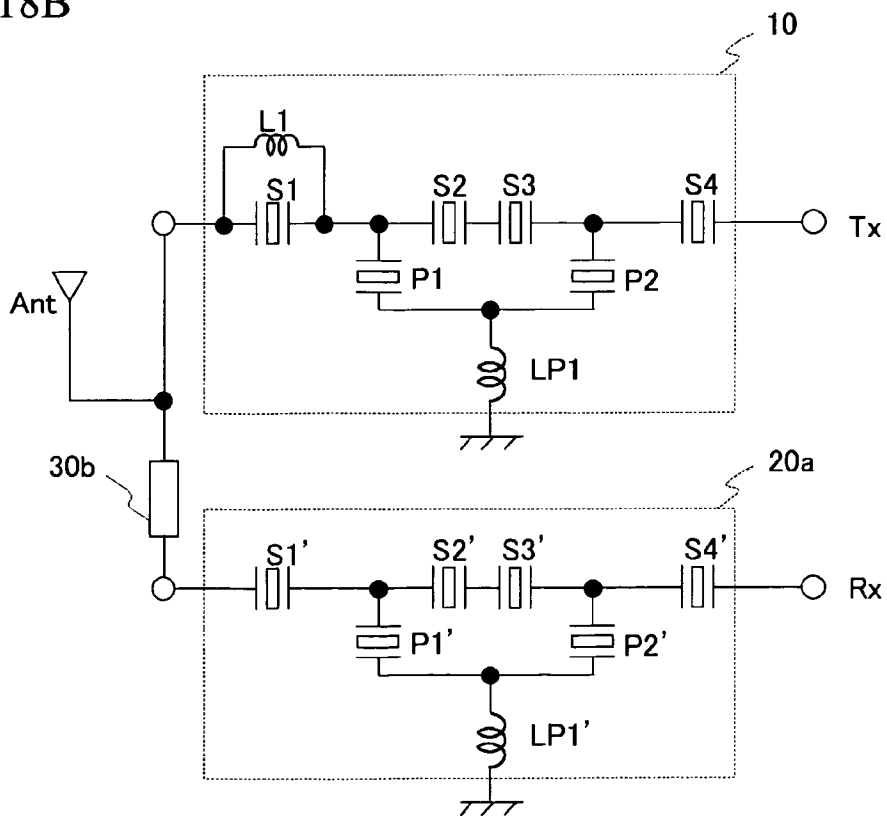 18B
10
L1
S1
S2
S3
S4
Tx
P1
P2
Ant
LP1
30b
20a
S1’
S2’
S3’
S4’
Rx
P1’
P2’
LP1’